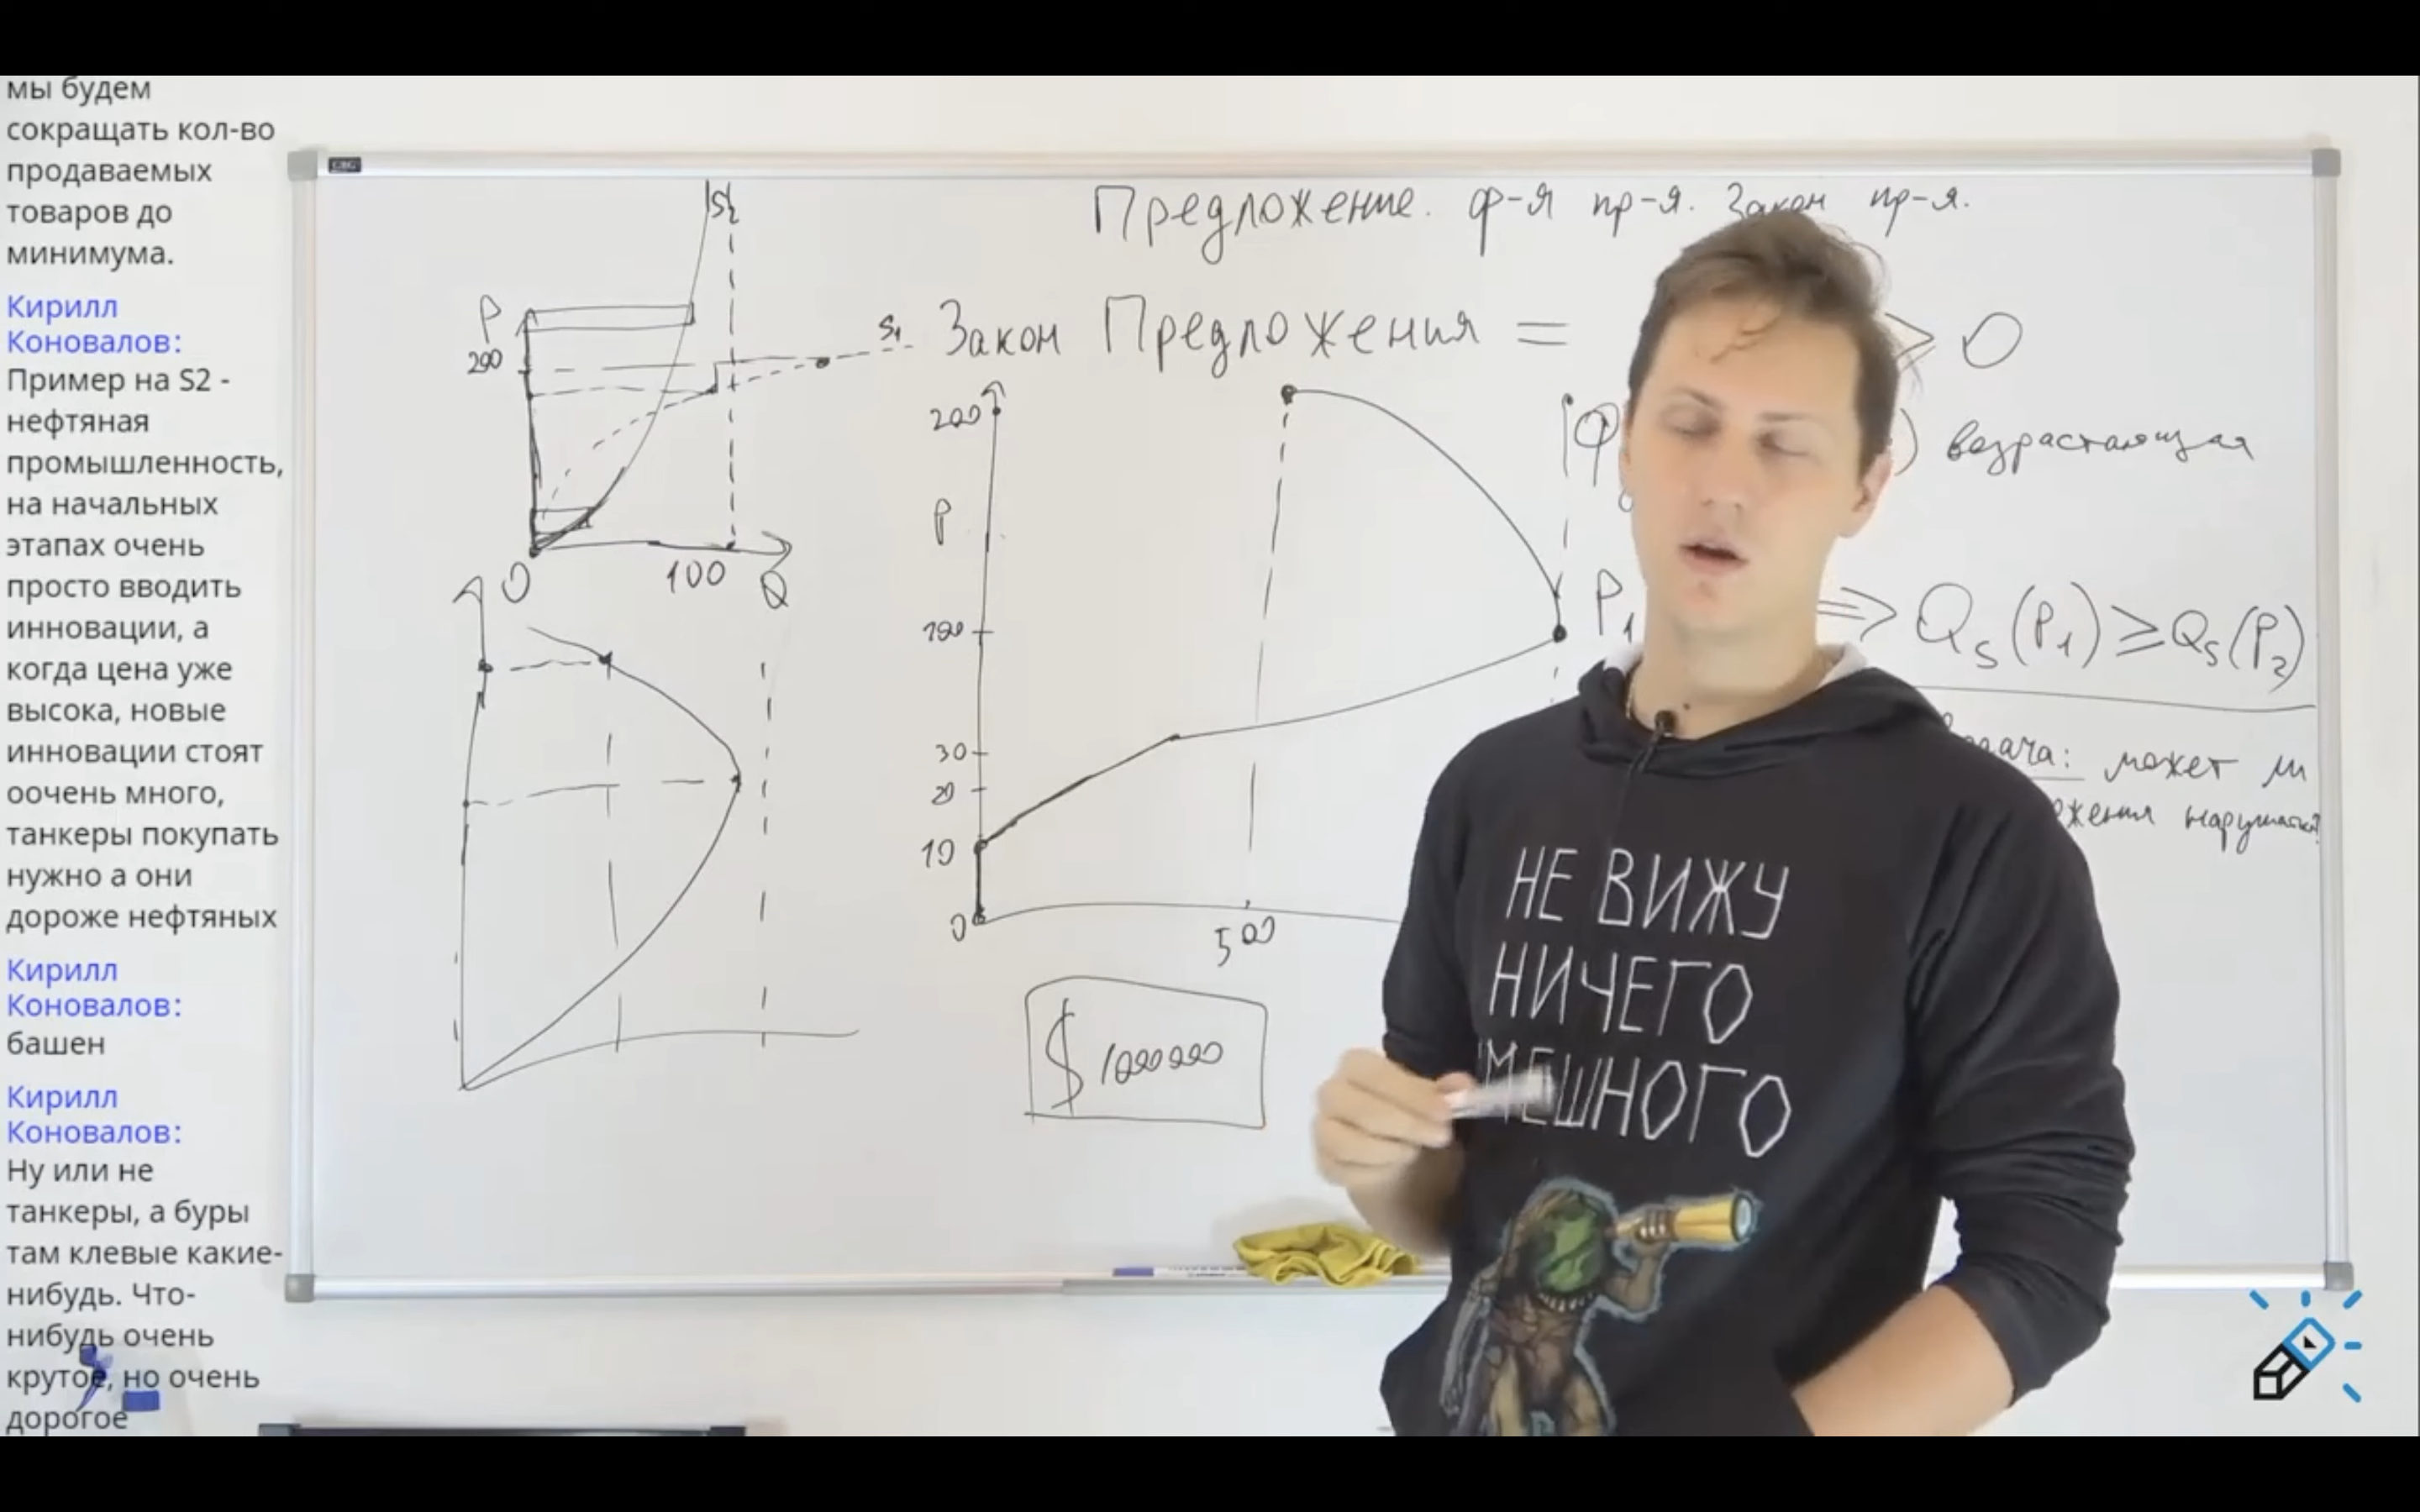 мы будем
сокращать кол-во
продаваемых
товаров до
минимума.
Кирилл
Коновалов:
Пример на S2 -
нефтяная
промышленность,
на начальных
этапах очень
просто вводить
инновации, а
когда цена уже
высока, новые
инновации стоят
оочень много,
танкеры покупать
нужно а они
дороже нефтяных
Кирилл
Коновалов:
башен
Кирилл
Коновалов:
Ну или не
танкеры, а буры
там клевые какие-
нибудь. Что-
нибудь очень
крутое, но очень
дорогое
Предложение. ф-я пр-я. Закон пр-я.
S2
P
200
S1
0
100
Q
Закон Предложения =
> 0
) возрастающая
P1
=> Qs(P1) ≥ Qs(P2)
может ли
нарушаться?
200
P
100
30
20
10
0
500
$ 1000000
НЕ ВИЖУ
НИЧЕГО
СМЕШНОГО